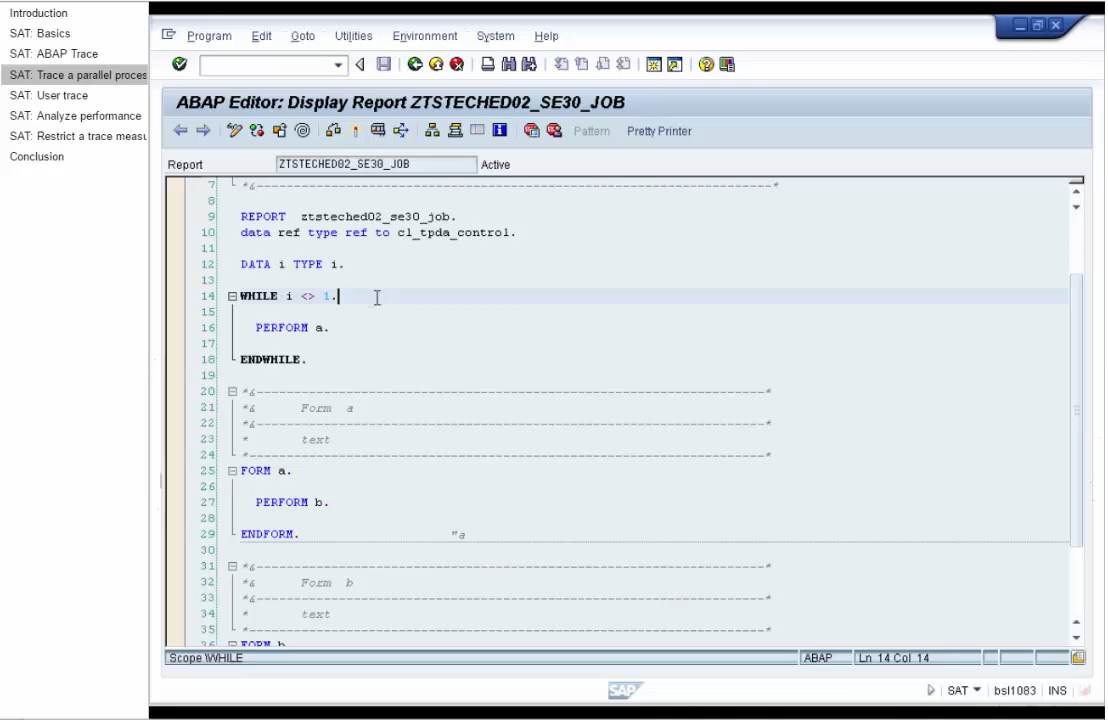 Introduction
SAT: Basics
SAT: ABAP Trace
SAT: Trace a parallel proces
SAT: User trace
SAT: Analyze performance
SAT: Restrict a trace measu
Conclusion
Program Edit Goto Utilities Environment System Help
ABAP Editor: Display Report ZTSTECHED02_SE30_JOB
Pattern Pretty Printer
Report ZTSTECHED02_SE30_JOB Active
7 *&---------------------------------------------------------------------*
8
9 REPORT ztsteched02_se30_job.
10 data ref type ref to cl_tpda_control.
11
12 DATA i TYPE i.
13
14 WHILE i <> 1.
15
16 PERFORM a.
17
18 ENDWHILE.
19
20 *&---------------------------------------------------------------------*
21 *& Form a
22 *&---------------------------------------------------------------------*
23 * text
24 *----------------------------------------------------------------------*
25 FORM a.
26
27 PERFORM b.
28
29 ENDFORM. "a
30
31 *&---------------------------------------------------------------------*
32 *& Form b
33 *&---------------------------------------------------------------------*
34 * text
35 *----------------------------------------------------------------------*
36 FORM b
Scope \WHILE ABAP Ln 14 Col 14
SAP SAT bsl1083 INS